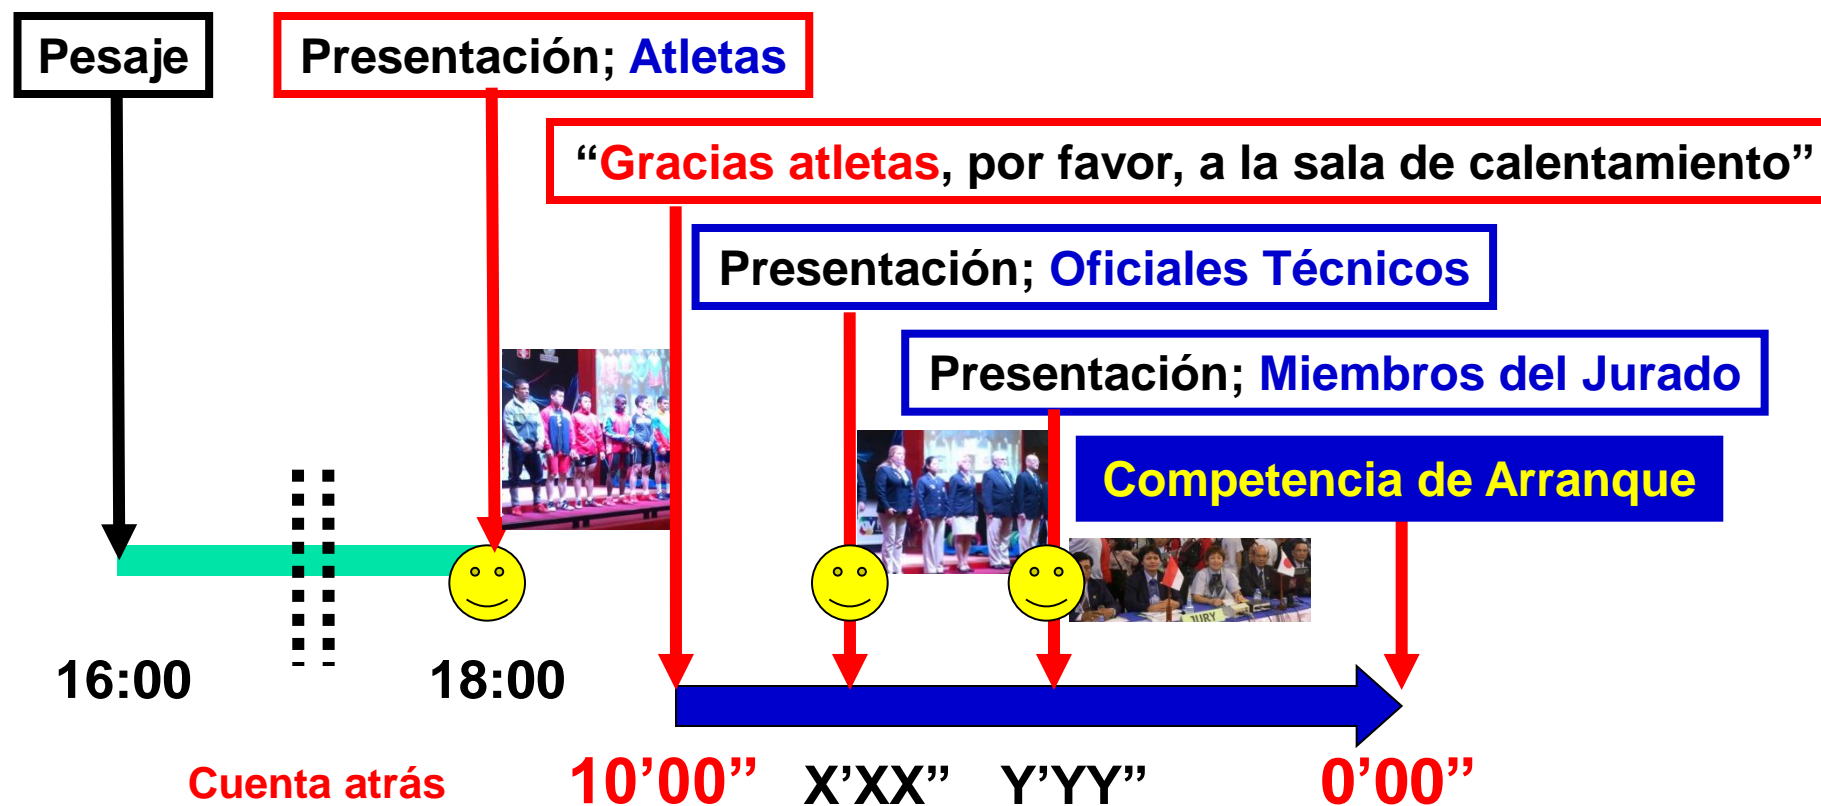 Pesaje
Presentación; Atletas
“Gracias atletas, por favor, a la sala de calentamiento”
Presentación; Oficiales Técnicos
Presentación; Miembros del Jurado
Competencia de Arranque
JURY
16:00
18:00
Cuenta atrás
10’00”
X’XX”
Y’YY”
0’00”